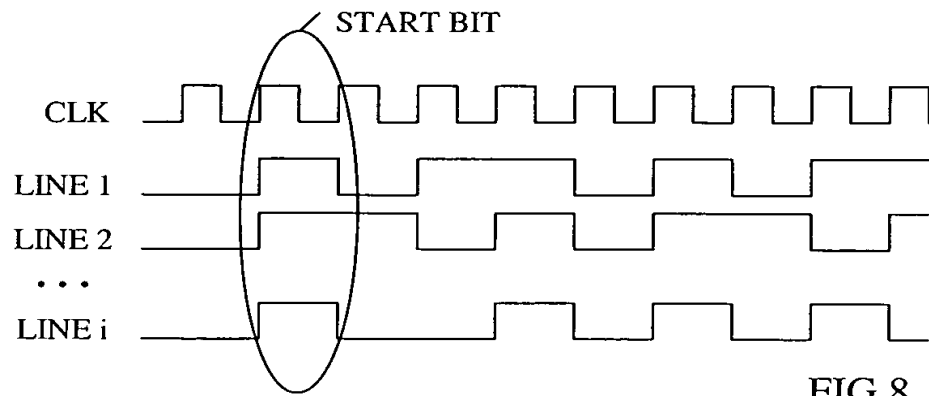 START BIT
CLK
LINE 1
LINE 2
...
LINE i
FIG.8